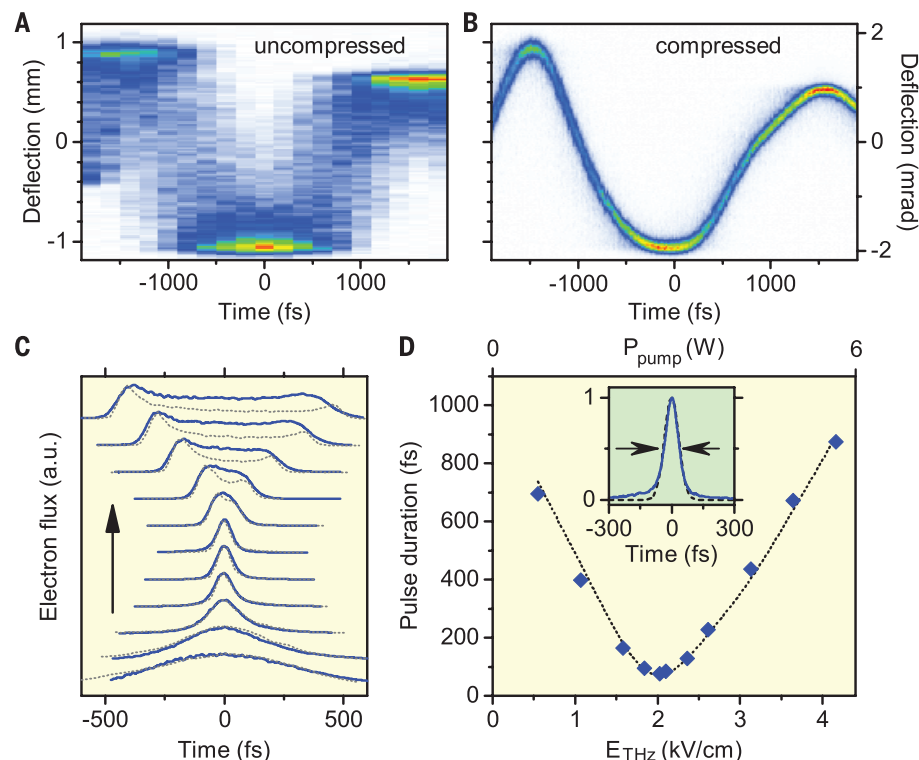 A
uncompressed
Deflection (mm)
1
0
-1
-1000
0
1000
Time (fs)
B
compressed
2
0
-2
Deflection (mrad)
-1000
0
1000
Time (fs)
C
Electron flux (a.u.)
-500
0
500
Time (fs)
D
0
P_pump (W)
6
Pulse duration (fs)
1000
800
600
400
200
0
1
0
-300
0
300
Time (fs)
0
1
2
3
4
E_THz (kV/cm)